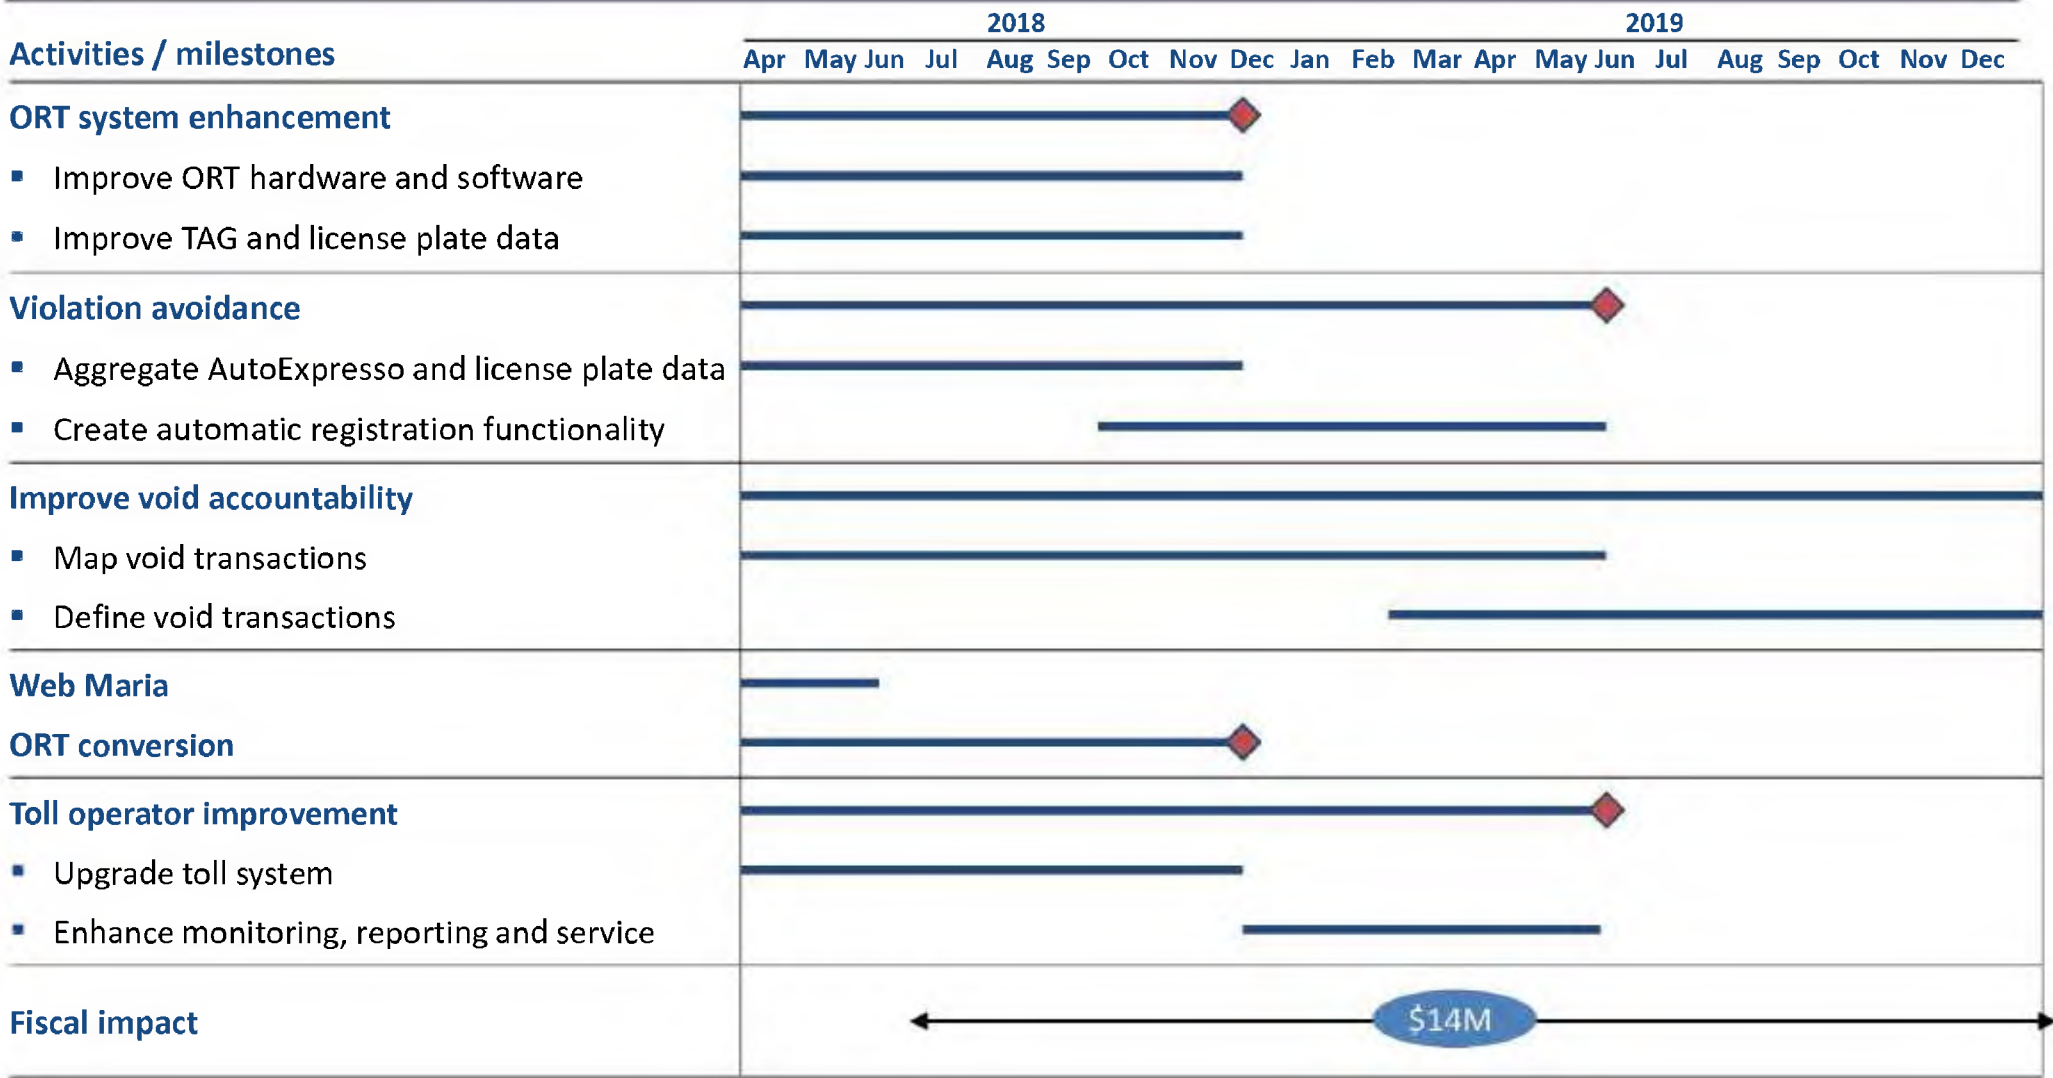 2018 2019
Activities / milestones Apr May Jun Jul Aug Sep Oct Nov Dec Jan Feb Mar Apr May Jun Jul Aug Sep Oct Nov Dec
ORT system enhancement
▪ Improve ORT hardware and software
▪ Improve TAG and license plate data
Violation avoidance
▪ Aggregate AutoExpresso and license plate data
▪ Create automatic registration functionality
Improve void accountability
▪ Map void transactions
▪ Define void transactions
Web Maria
ORT conversion
Toll operator improvement
▪ Upgrade toll system
▪ Enhance monitoring, reporting and service
Fiscal impact $14M